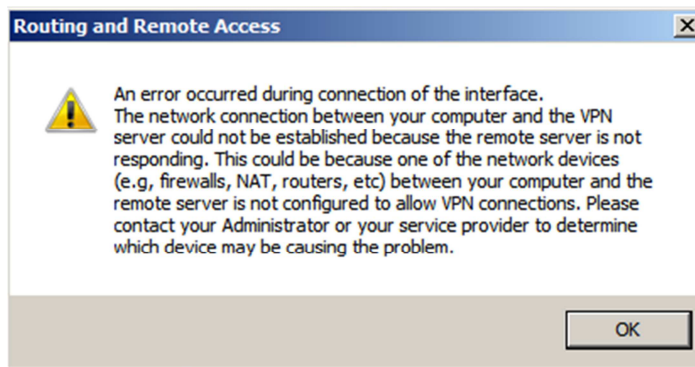 Routing and Remote Access
An error occurred during connection of the interface.
The network connection between your computer and the VPN
server could not be established because the remote server is not
responding. This could be because one of the network devices
(e.g, firewalls, NAT, routers, etc) between your computer and the
remote server is not configured to allow VPN connections. Please
contact your Administrator or your service provider to determine
which device may be causing the problem.
OK